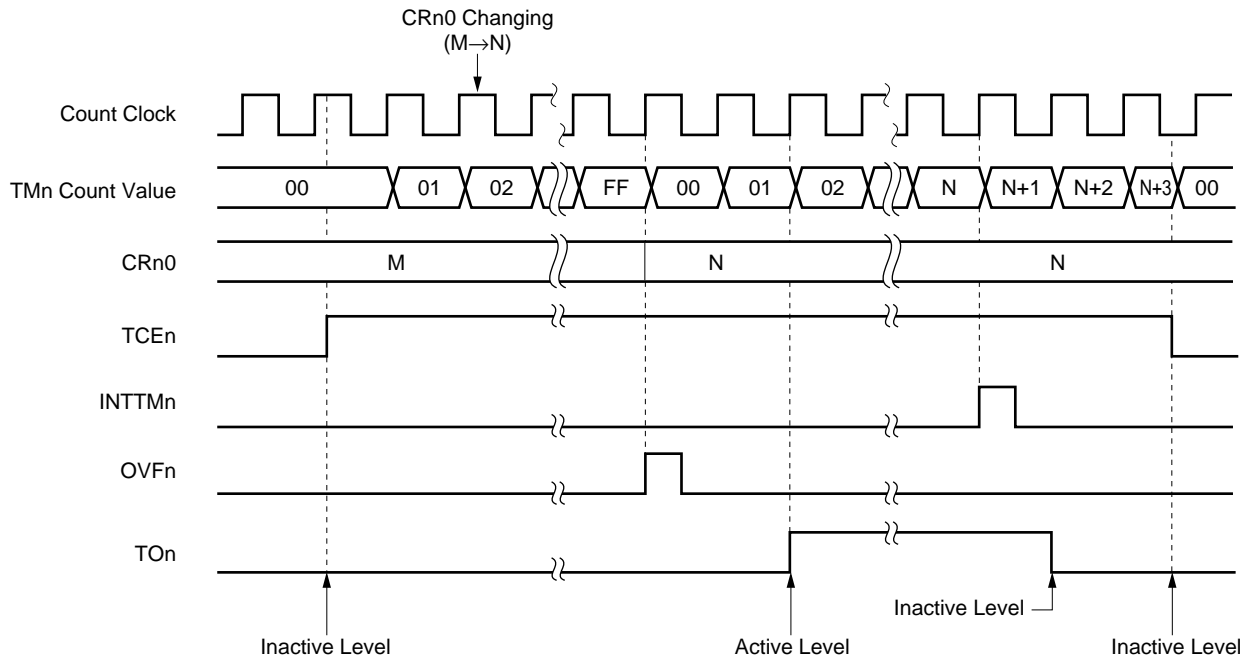 CRn0 Changing
(M→N)
Count Clock
TMn Count Value
00 01 02 FF 00 01 02 N N+1 N+2 N+3 00
CRn0
M N N
TCEn
INTTMn
OVFn
TOn
Inactive Level
Inactive Level Active Level Inactive Level